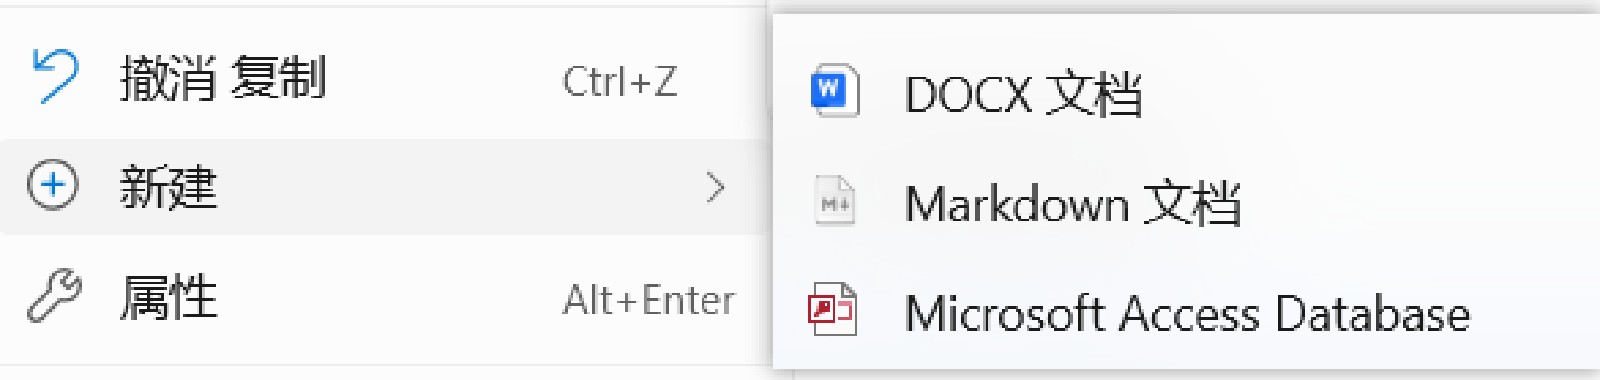 撤消 复制 Ctrl+Z
新建
属性 Alt+Enter
DOCX 文档
Markdown 文档
Microsoft Access Database